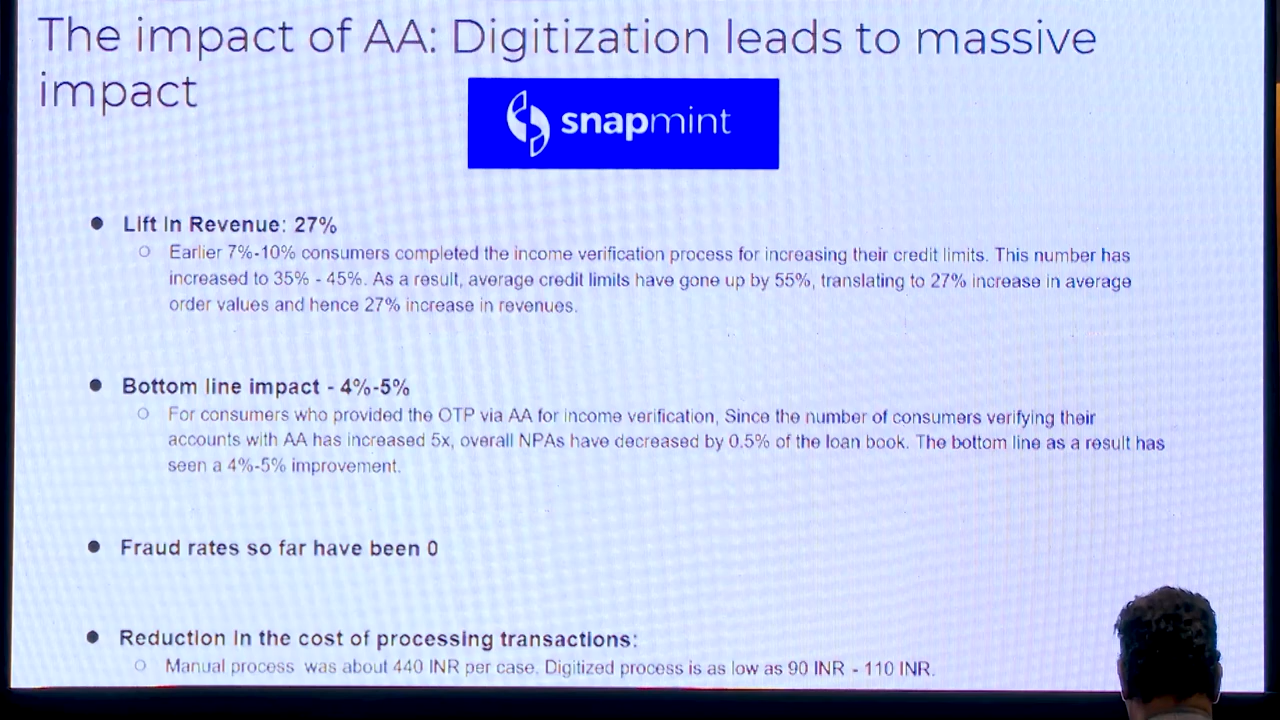 The impact of AA: Digitization leads to massive
impact
snapmint
● Lift in Revenue: 27%
○ Earlier 7%-10% consumers completed the income verification process for increasing their credit limits. This number has
increased to 35% - 45%. As a result, average credit limits have gone up by 55%, translating to 27% increase in average
order values and hence 27% increase in revenues.
● Bottom line impact - 4%-5%
○ For consumers who provided the OTP via AA for income verification, Since the number of consumers verifying their
accounts with AA has increased 5x, overall NPAs have decreased by 0.5% of the loan book. The bottom line as a result has
seen a 4%-5% improvement.
● Fraud rates so far have been 0
● Reduction in the cost of processing transactions:
○ Manual process was about 440 INR per case. Digitized process is as low as 90 INR - 110 INR.